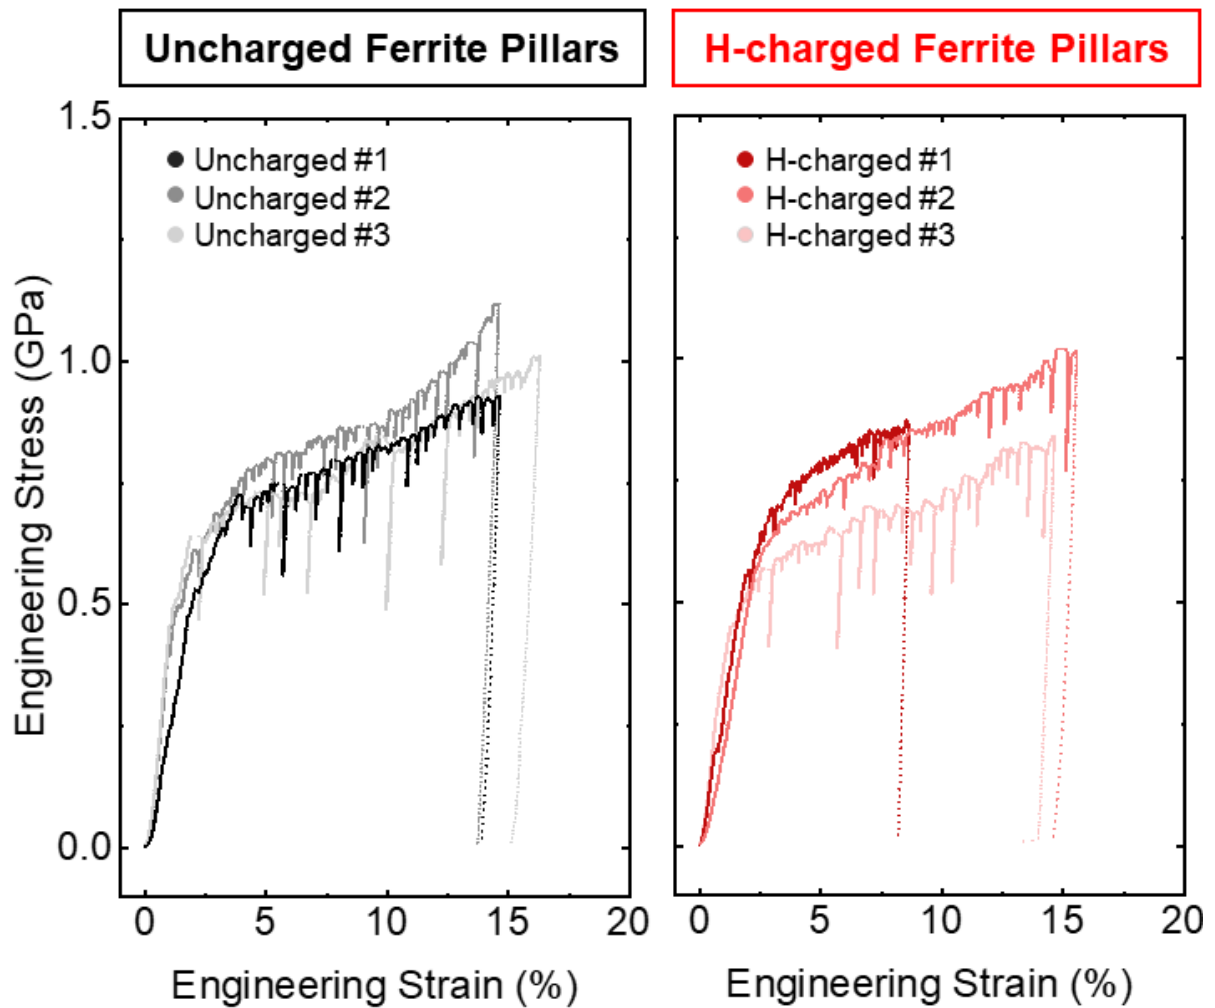 Uncharged Ferrite Pillars
H-charged Ferrite Pillars
Engineering Stress (GPa)
1.5
1.0
0.5
0.0
Uncharged #1
Uncharged #2
Uncharged #3
0 5 10 15 20
Engineering Strain (%)
H-charged #1
H-charged #2
H-charged #3
0 5 10 15 20
Engineering Strain (%)